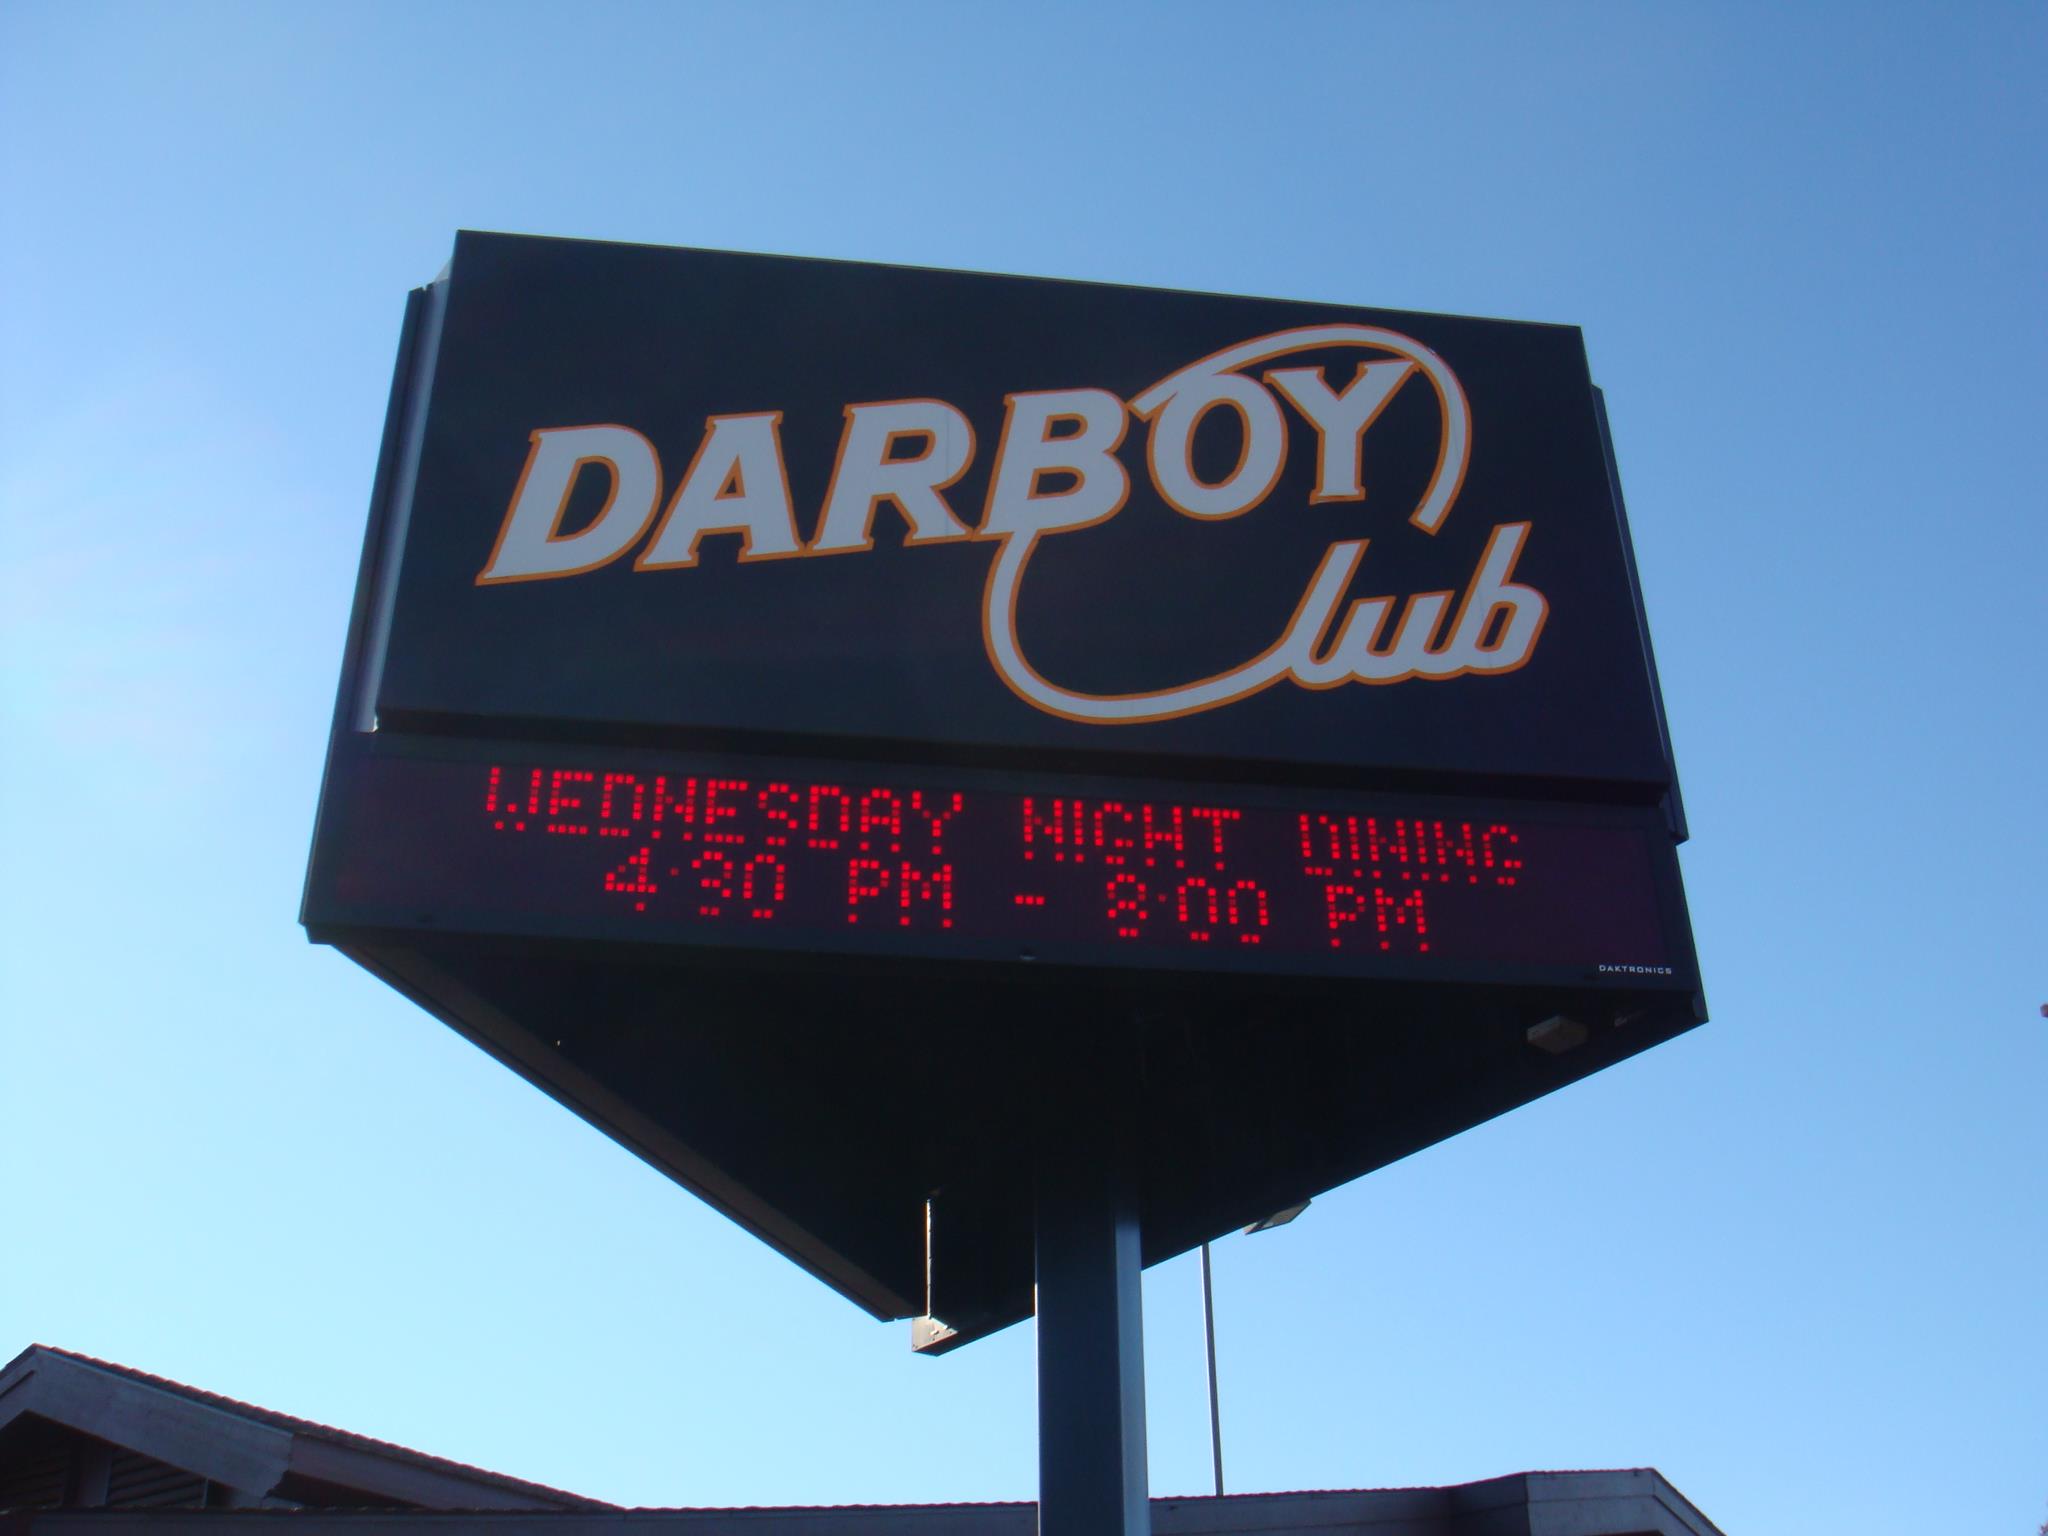 DARBOY
Club
WEDNESDAY NIGHT DINING
4:30 PM - 8:00 PM
DAKTRONICS